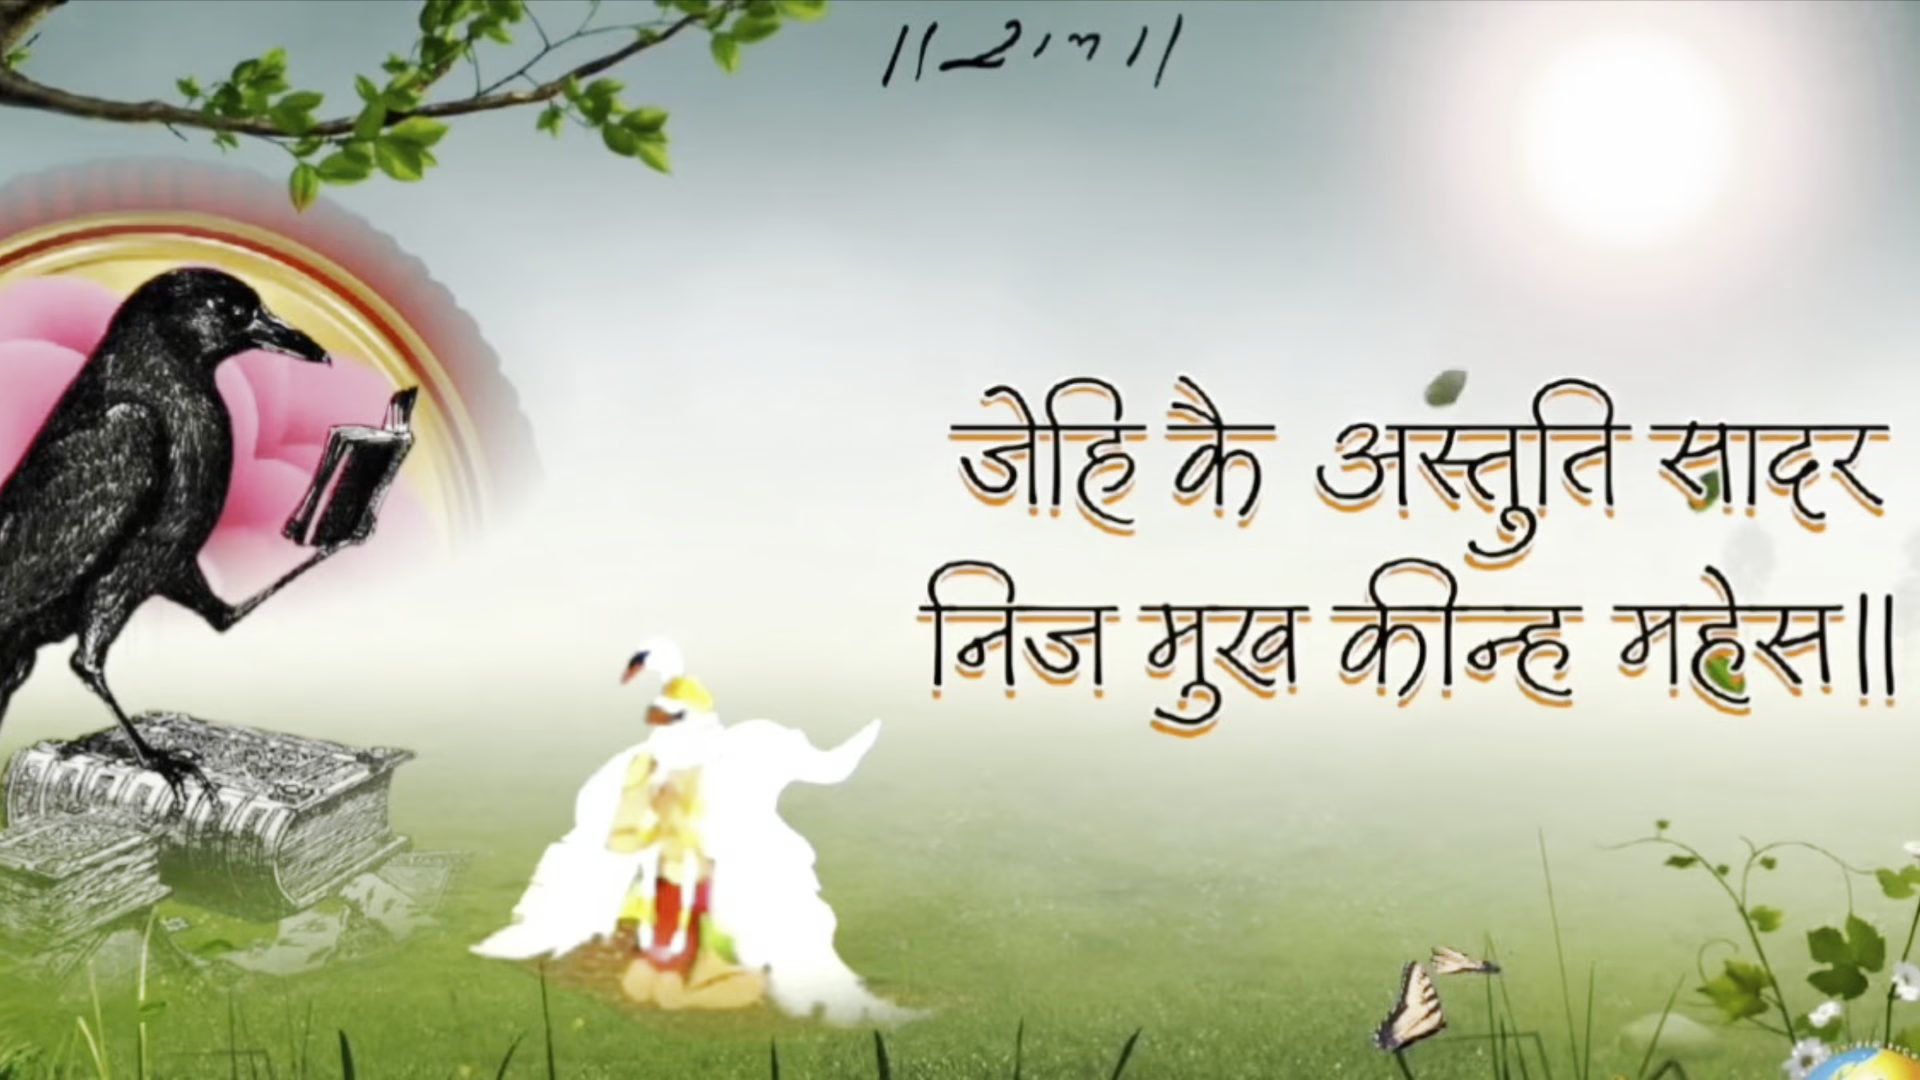 ॥राम॥
जेहि कै अस्तुति सादर
निज मुख कीन्ह महेस॥